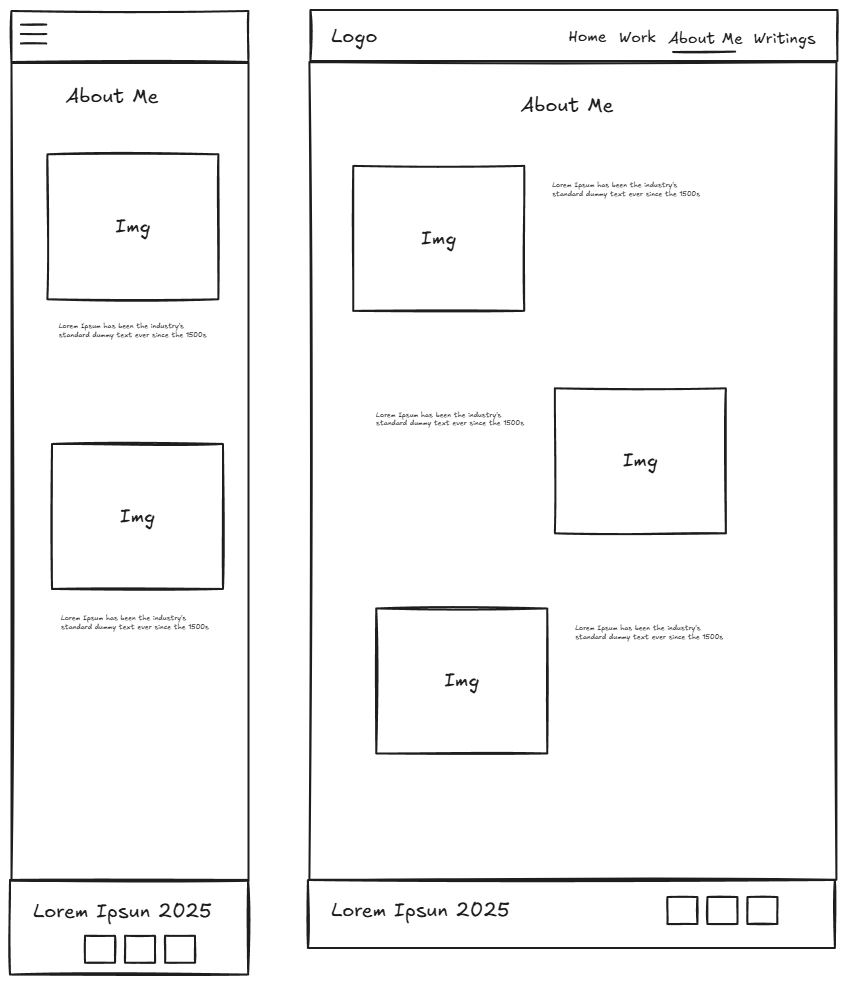 About Me
Img
Lorem Ipsum has been the industry's
standard dummy text ever since the 1500s
Img
Lorem Ipsum has been the industry's
standard dummy text ever since the 1500s
Lorem Ipsun 2025
Logo Home Work About Me Writings
About Me
Img
Lorem Ipsum has been the industry's
standard dummy text ever since the 1500s
Lorem Ipsum has been the industry's
standard dummy text ever since the 1500s
Img
Img
Lorem Ipsum has been the industry's
standard dummy text ever since the 1500s
Lorem Ipsun 2025